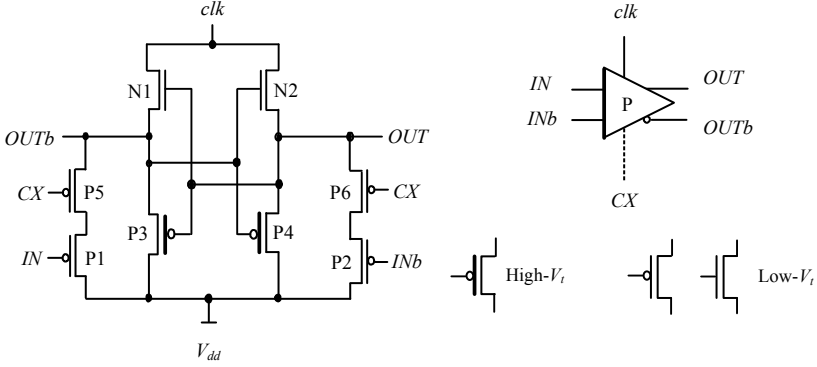 clk
N1
N2
OUTb
OUT
CX
P5
P6
CX
P3
P4
IN
P1
P2
INb
Vdd
clk
IN
OUT
P
INb
OUTb
CX
High-Vt
Low-Vt